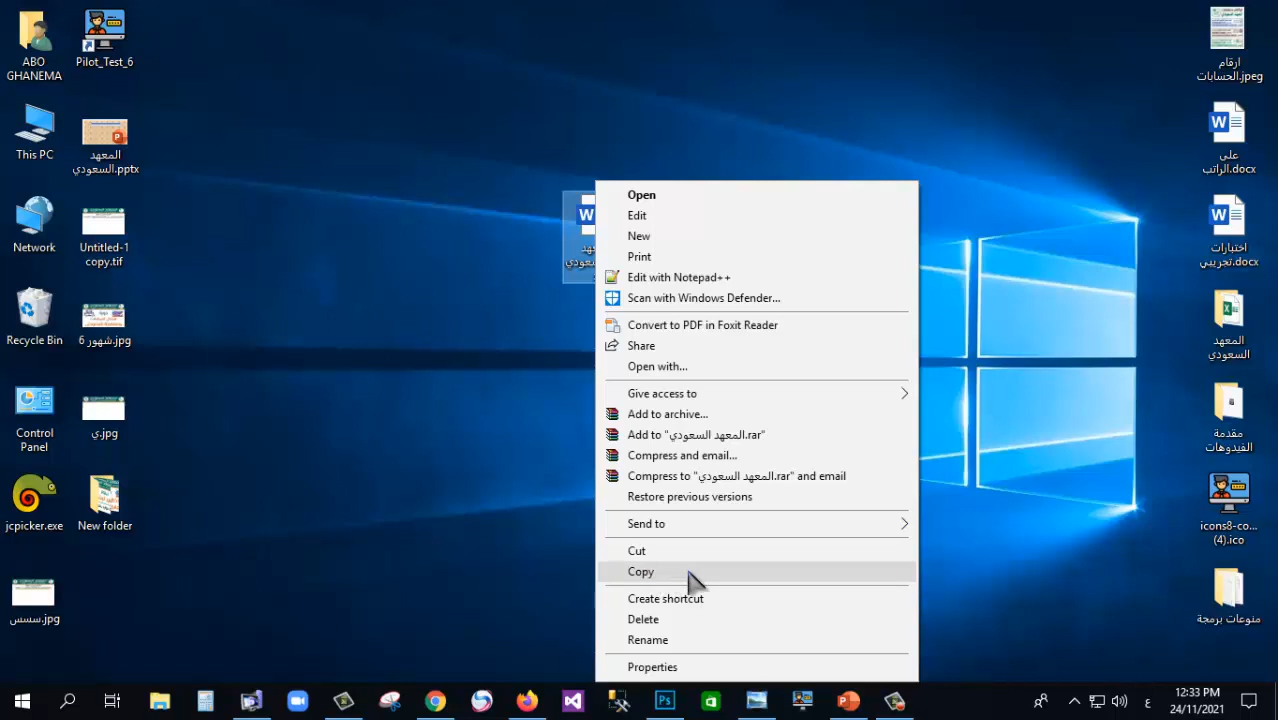 ABO
GHANEMA
Pilot_Test_6
This PC
المعهد
السعودي.pptx
Network
Untitled-1
copy.tif
Recycle Bin
شهور 6.jpg
Control
Panel
ي.jpg
jcpicker.exe
New folder
سسس.jpg
W
Open
Edit
New
Print
Edit with Notepad++
Scan with Windows Defender...
Convert to PDF in Foxit Reader
Share
Open with...
Give access to
Add to archive...
Add to "المعهد السعودي.rar"
Compress and email...
Compress to "المعهد السعودي.rar" and email
Restore previous versions
Send to
Cut
Copy
Create shortcut
Delete
Rename
Properties
ارقام
الحسابات.jpeg
W
على
الراتب.docx
W
اختبارات
تجريبي.docx
المعهد
السعودي
مقدمة
الفيدوهات
icons8-co...
(4).ico
منوعات برمجة
Ps
ع
12:33 PM
24/11/2021